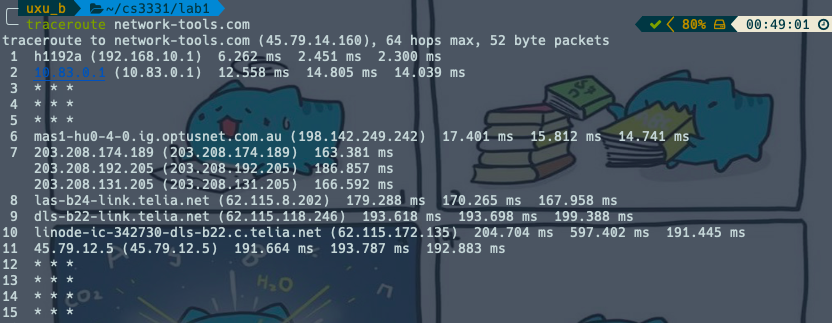 uxu_b ~/cs3331/lab1
traceroute network-tools.com 80% 00:49:01
traceroute to network-tools.com (45.79.14.160), 64 hops max, 52 byte packets
1 h1192a (192.168.10.1) 6.262 ms 2.451 ms 2.300 ms
2 10.83.0.1 (10.83.0.1) 12.558 ms 14.805 ms 14.039 ms
3 * * *
4 * * *
5 * * *
6 mas1-hu0-4-0.ig.optusnet.com.au (198.142.249.242) 17.401 ms 15.812 ms 14.741 ms
7 203.208.174.189 (203.208.174.189) 163.381 ms
203.208.192.205 (203.208.192.205) 186.857 ms
203.208.131.205 (203.208.131.205) 166.592 ms
8 las-b24-link.telia.net (62.115.8.202) 179.288 ms 170.265 ms 167.958 ms
9 dls-b22-link.telia.net (62.115.118.246) 193.618 ms 193.698 ms 199.388 ms
10 linode-ic-342730-dls-b22.c.telia.net (62.115.172.135) 204.704 ms 597.402 ms 191.445 ms
11 45.79.12.5 (45.79.12.5) 191.664 ms 193.787 ms 192.883 ms
12 * * *
13 * * *
14 * * *
15 * * *
CO2
H2O